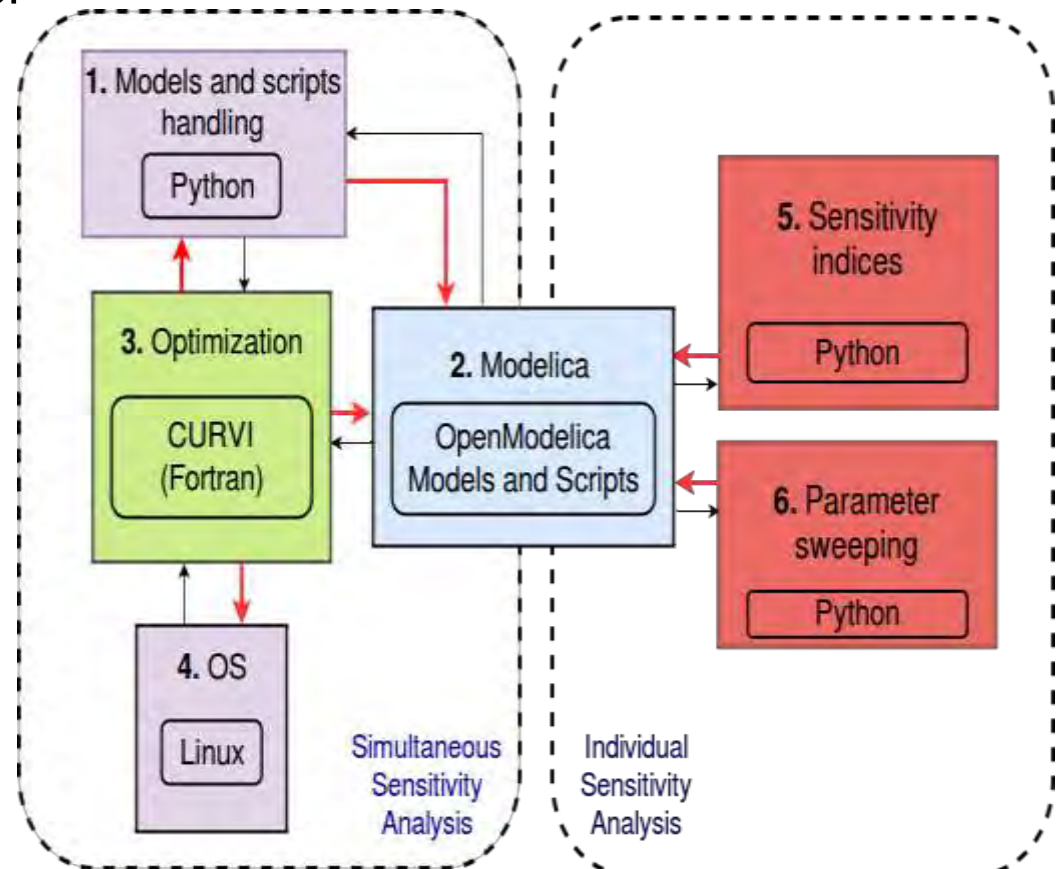 1. Models and scripts
handling
Python
3. Optimization
CURVI
(Fortran)
2. Modelica
OpenModelica
Models and Scripts
5. Sensitivity
indices
Python
6. Parameter
sweeping
Python
4. OS
Linux
Simultaneous
Sensitivity
Analysis
Individual
Sensitivity
Analysis